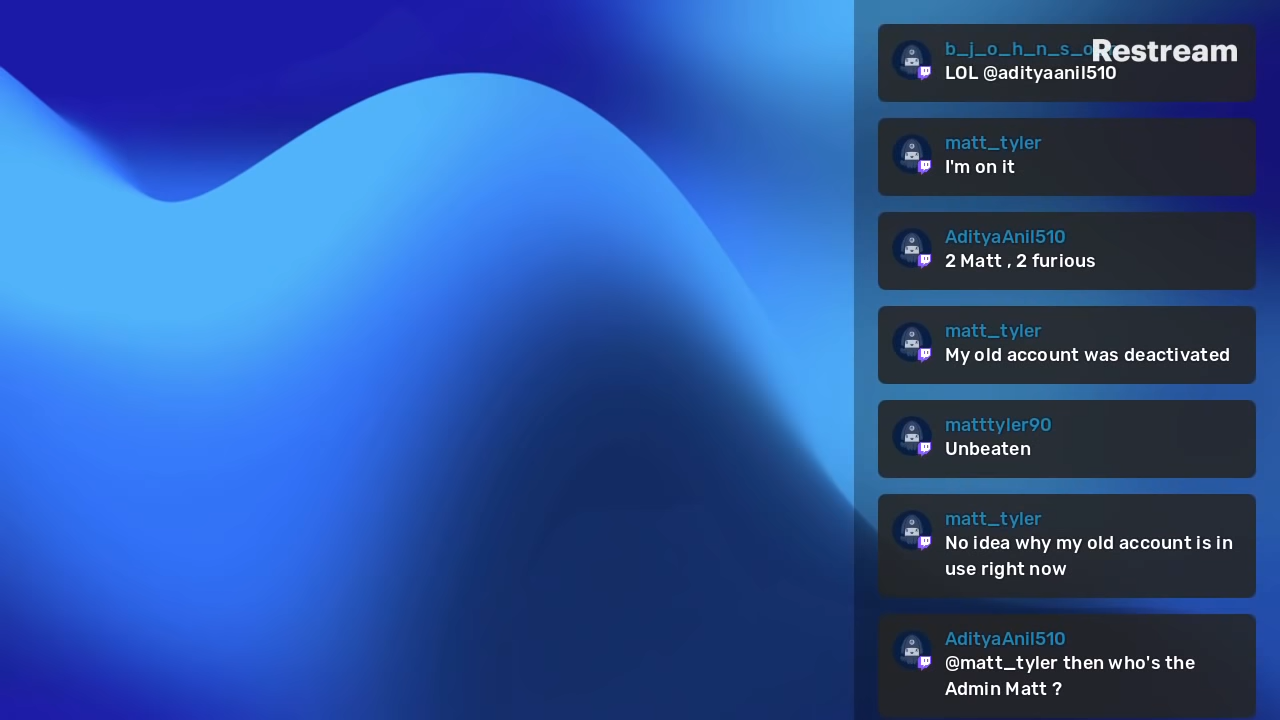 b_j_o_h_n_s_o
Restream
LOL @adityaanil510
matt_tyler
I'm on it
AdityaAnil510
2 Matt , 2 furious
matt_tyler
My old account was deactivated
matttyler90
Unbeaten
matt_tyler
No idea why my old account is in
use right now
AdityaAnil510
@matt_tyler then who's the
Admin Matt ?